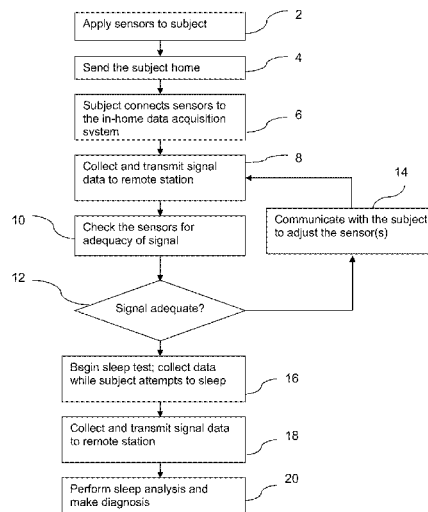 Apply sensors to subject
2
Send the subject home
4
Subject connects sensors to
the in-home data acquisition
system
6
8
Collect and transmit signal
data to remote station
14
Communicate with the subject
to adjust the sensor(s)
10
Check the sensors for
adequacy of signal
12
Signal adequate?
Begin sleep test; collect data
while subject attempts to sleep
16
Collect and transmit signal data
to remote station
18
Perform sleep analysis and
make diagnosis
20